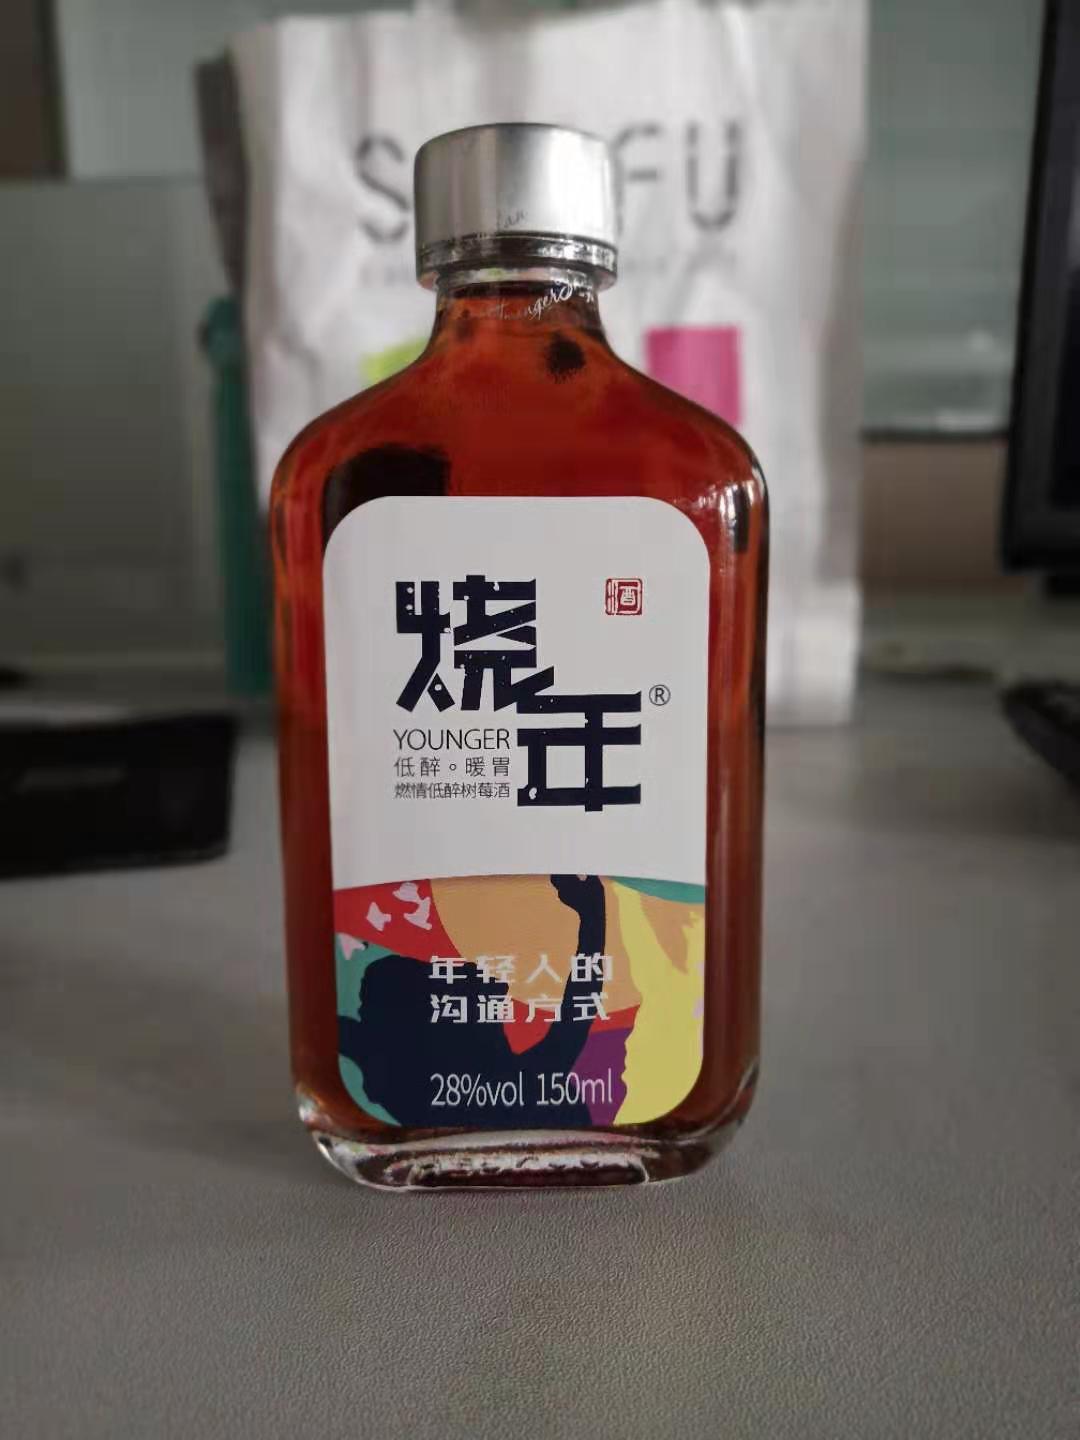 烧年®
酒
YOUNGER
低醉。暖胃
燃情低醉树莓酒
年轻人的
沟通方式
28%vol 150ml